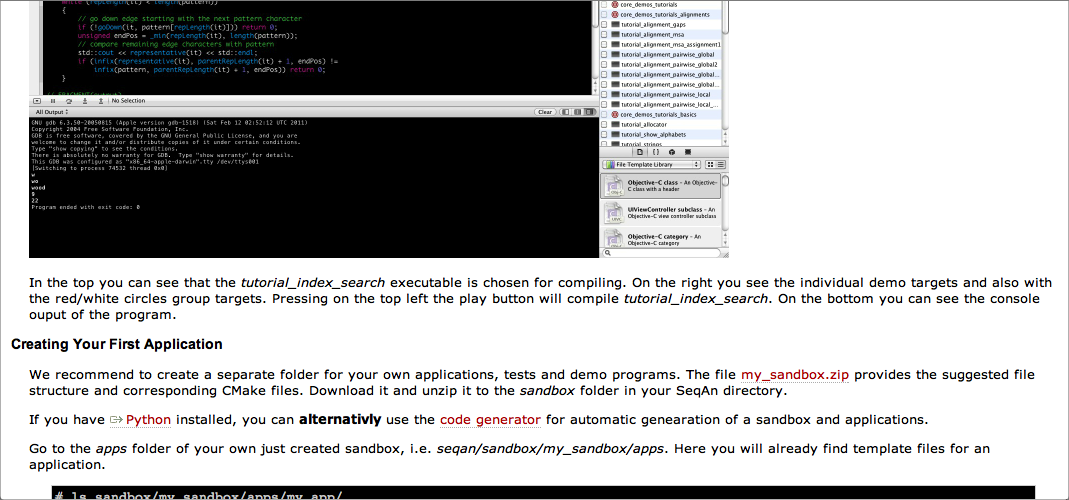 while (repLength(it) < length(pattern))
{
// go down edge starting with the next pattern character
if (!goDown(it, pattern[repLength(it)])) return 0;
unsigned endPos = _min(repLength(it), length(pattern));
// compare remaining edge characters with pattern
std::cout << representative(it) << std::endl;
if (infix(representative(it), parentRepLength(it) + 1, endPos) !=
infix(pattern, parentRepLength(it) + 1, endPos)) return 0;
}
No Selection
All Output
Clear
GNU gdb 6.3.50-20050815 (Apple version gdb-1518) (Sat Feb 12 02:52:12 UTC 2011)
Copyright 2004 Free Software Foundation, Inc.
GDB is free software, covered by the GNU General Public License, and you are
welcome to change it and/or distribute copies of it under certain conditions.
Type "show copying" to see the conditions.
There is absolutely no warranty for GDB. Type "show warranty" for details.
This GDB was configured as "x86_64-apple-darwin".tty /dev/ttys001
[Switching to process 74532 thread 0x0]
w
wo
wood
9
22
Program ended with exit code: 0
core_demos_tutorials
core_demos_tutorials_alignments
tutorial_alignment_gaps
tutorial_alignment_msa
tutorial_alignment_msa_assignment1
tutorial_alignment_pairwise_global
tutorial_alignment_pairwise_global2
tutorial_alignment_pairwise_global...
tutorial_alignment_pairwise_global...
tutorial_alignment_pairwise_local
tutorial_alignment_pairwise_local_...
core_demos_tutorials_basics
tutorial_allocator
tutorial_show_alphabets
tutorial_strings
{ }
File Template Library
Objective-C class – An Objective-
C class with a header
UIViewController subclass – An
Objective-C view controller subclass
Objective-C category – An
Objective-C category
In the top you can see that the tutorial_index_search executable is chosen for compiling. On the right you see the individual demo targets and also with
the red/white circles group targets. Pressing on the top left the play button will compile tutorial_index_search. On the bottom you can see the console
ouput of the program.
Creating Your First Application
We recommend to create a separate folder for your own applications, tests and demo programs. The file my_sandbox.zip provides the suggested file
structure and corresponding CMake files. Download it and unzip it to the sandbox folder in your SeqAn directory.
If you have Python installed, you can alternativly use the code generator for automatic genearation of a sandbox and applications.
Go to the apps folder of your own just created sandbox, i.e. seqan/sandbox/my_sandbox/apps. Here you will already find template files for an
application.
# ls sandbox/my_sandbox/apps/my_app/